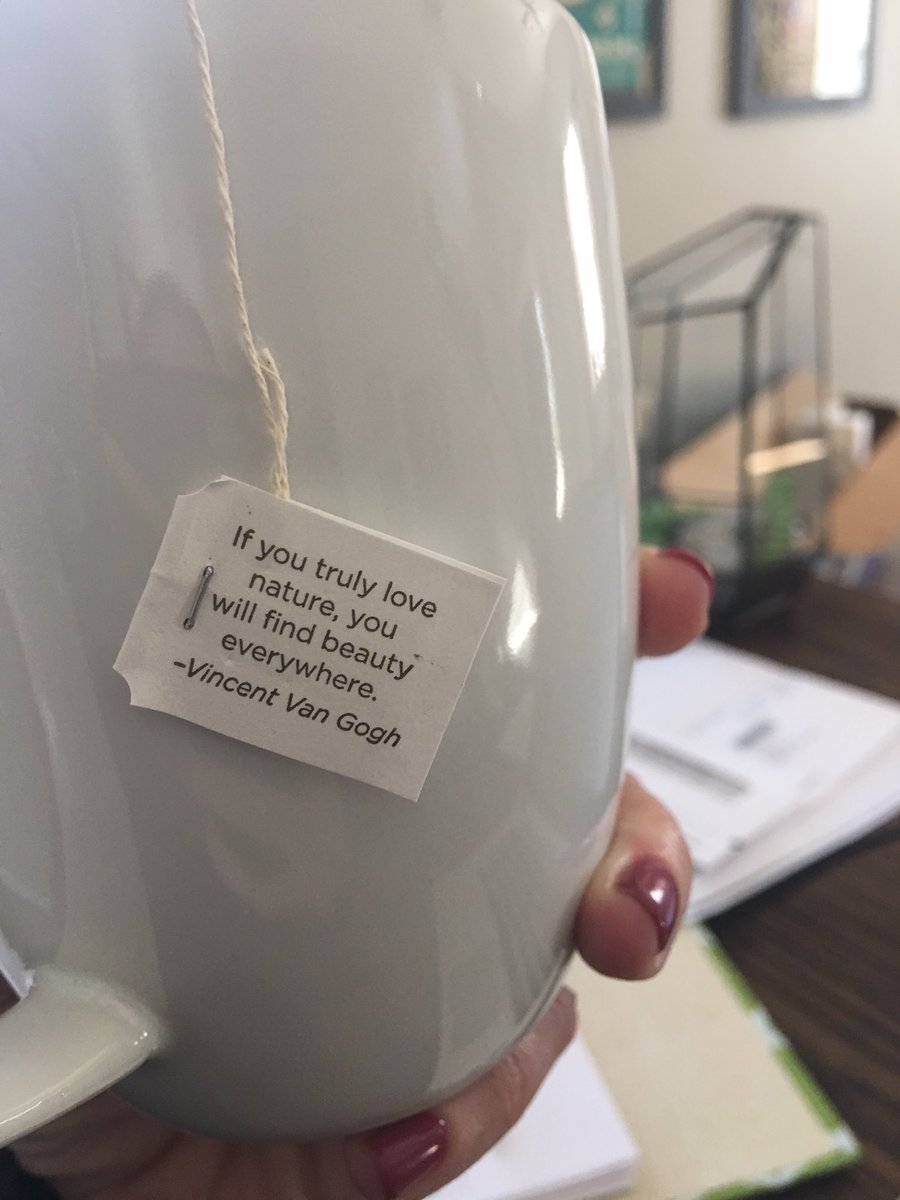 If you truly love
nature, you
will find beauty
everywhere.
–Vincent Van Gogh